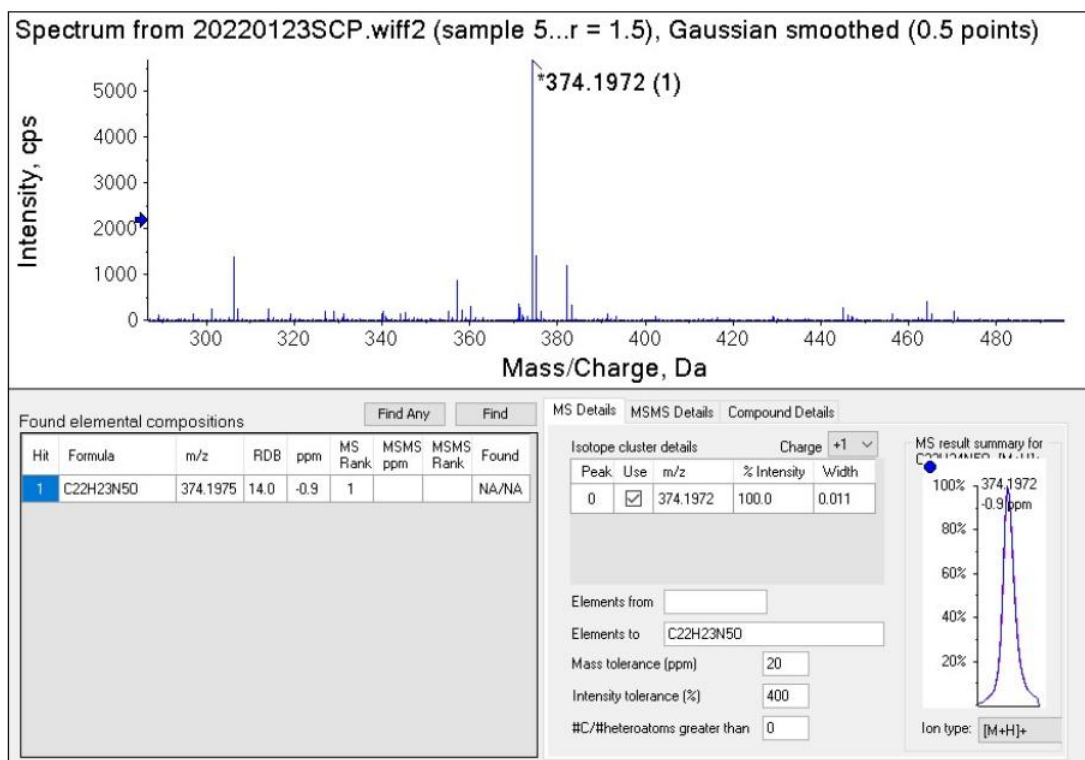 Spectrum from 20220123SCP.wiff2 (sample 5...r = 1.5), Gaussian smoothed (0.5 points)
*374.1972 (1)
Intensity, cps
5000
4000
3000
2000
1000
0
300 320 340 360 380 400 420 440 460 480
Mass/Charge, Da
Found elemental compositions
Find Any Find
Hit Formula m/z RDB ppm MS Rank MSMS ppm MSMS Rank Found
1 C22H23N5O 374.1975 14.0 -0.9 1 NA/NA
MS Details MSMS Details Compound Details
Isotope cluster details Charge +1
Peak Use m/z % Intensity Width
0 374.1972 100.0 0.011
Elements from
Elements to C22H23N5O
Mass tolerance (ppm) 20
Intensity tolerance (%) 400
#C/#heteroatoms greater than 0
MS result summary for
374.1972
-0.9 ppm
100%
80%
60%
40%
20%
Ion type: [M+H]+